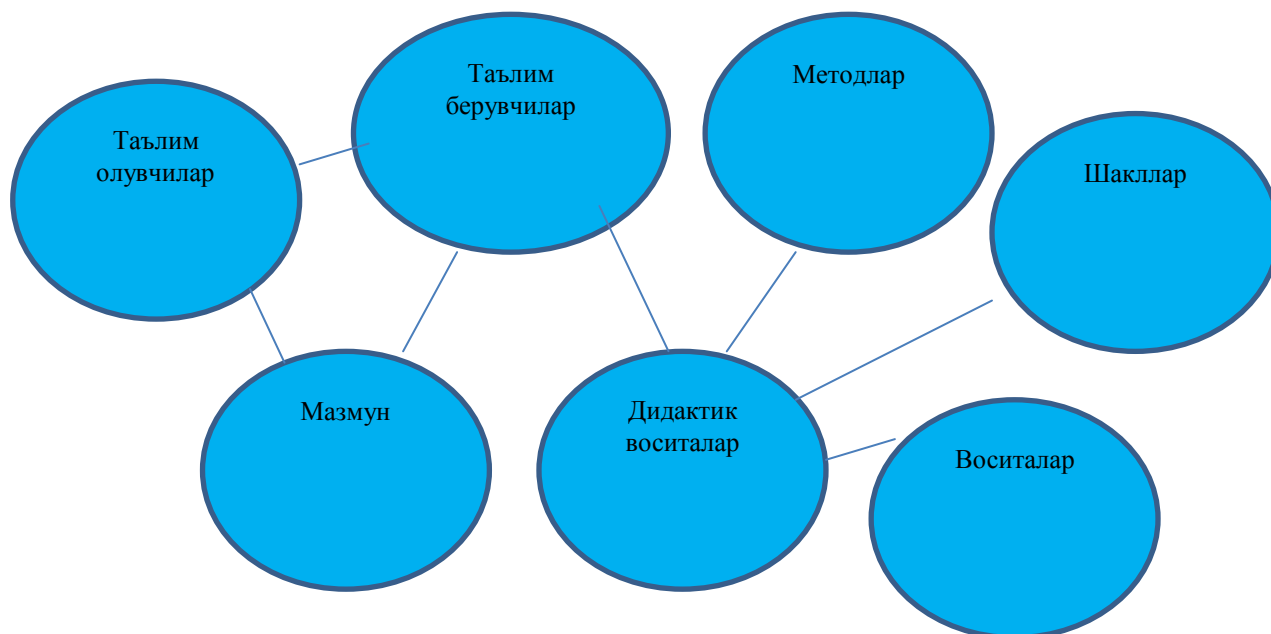 Таълим
олувчилар
Таълим
берувчилар
Методлар
Шакллар
Мазмун
Дидактик
воситалар
Воситалар